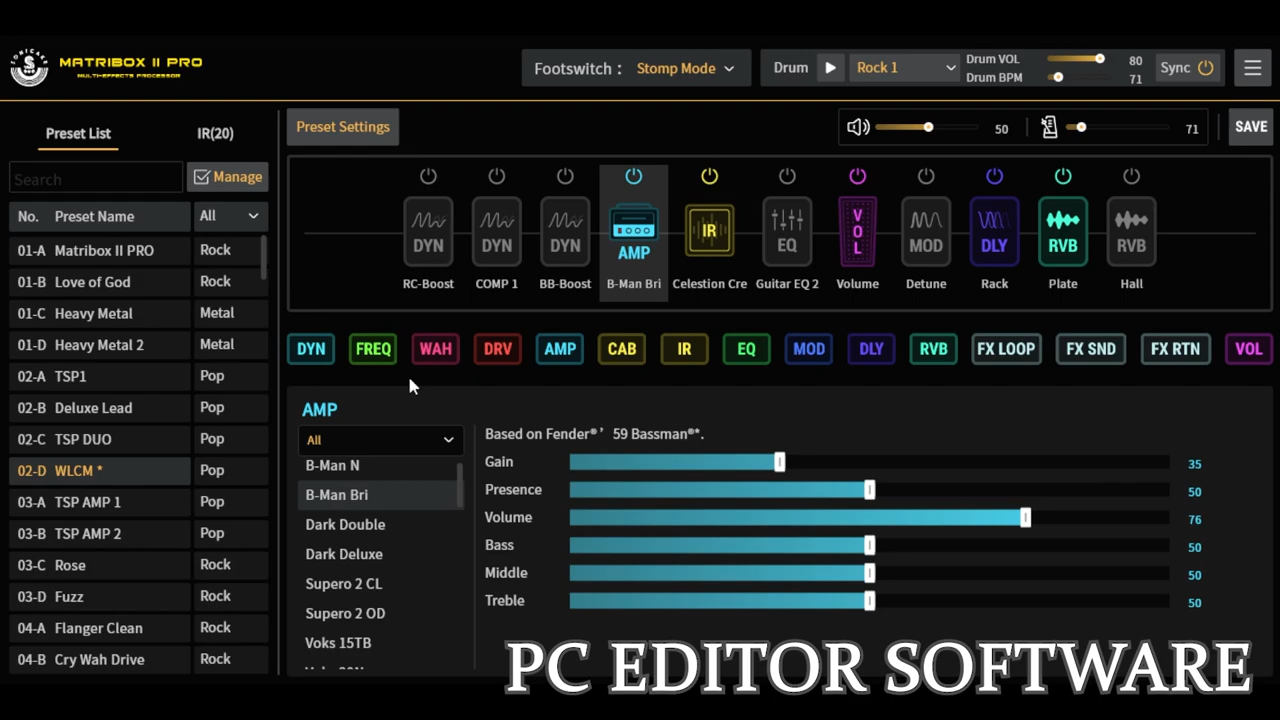 SONICAKE
MATRIBOX II PRO
MULTI-EFFECTS PROCESSOR
Footswitch : Stomp Mode
Drum Rock 1
Drum VOL 80
Drum BPM 71
Sync
Preset List IR(20)
Preset Settings
50 71 SAVE
Search Manage
No. Preset Name All
01-A Matribox II PRO Rock
01-B Love of God Rock
01-C Heavy Metal Metal
01-D Heavy Metal 2 Metal
02-A TSP1 Pop
02-B Deluxe Lead Pop
02-C TSP DUO Pop
02-D WLCM * Pop
03-A TSP AMP 1 Pop
03-B TSP AMP 2 Pop
03-C Rose Rock
03-D Fuzz Rock
04-A Flanger Clean Rock
04-B Cry Wah Drive Rock
DYN DYN DYN AMP IR EQ VOL MOD DLY RVB RVB
RC-Boost COMP 1 BB-Boost B-Man Bri Celestion Cre Guitar EQ 2 Volume Detune Rack Plate Hall
DYN FREQ WAH DRV AMP CAB IR EQ MOD DLY RVB FX LOOP FX SND FX RTN VOL
AMP
All
B-Man N
B-Man Bri
Dark Double
Dark Deluxe
Supero 2 CL
Supero 2 OD
Voks 15TB
Based on Fender®’ 59 Bassman®*.
Gain 35
Presence 50
Volume 76
Bass 50
Middle 50
Treble 50
PC EDITOR SOFTWARE